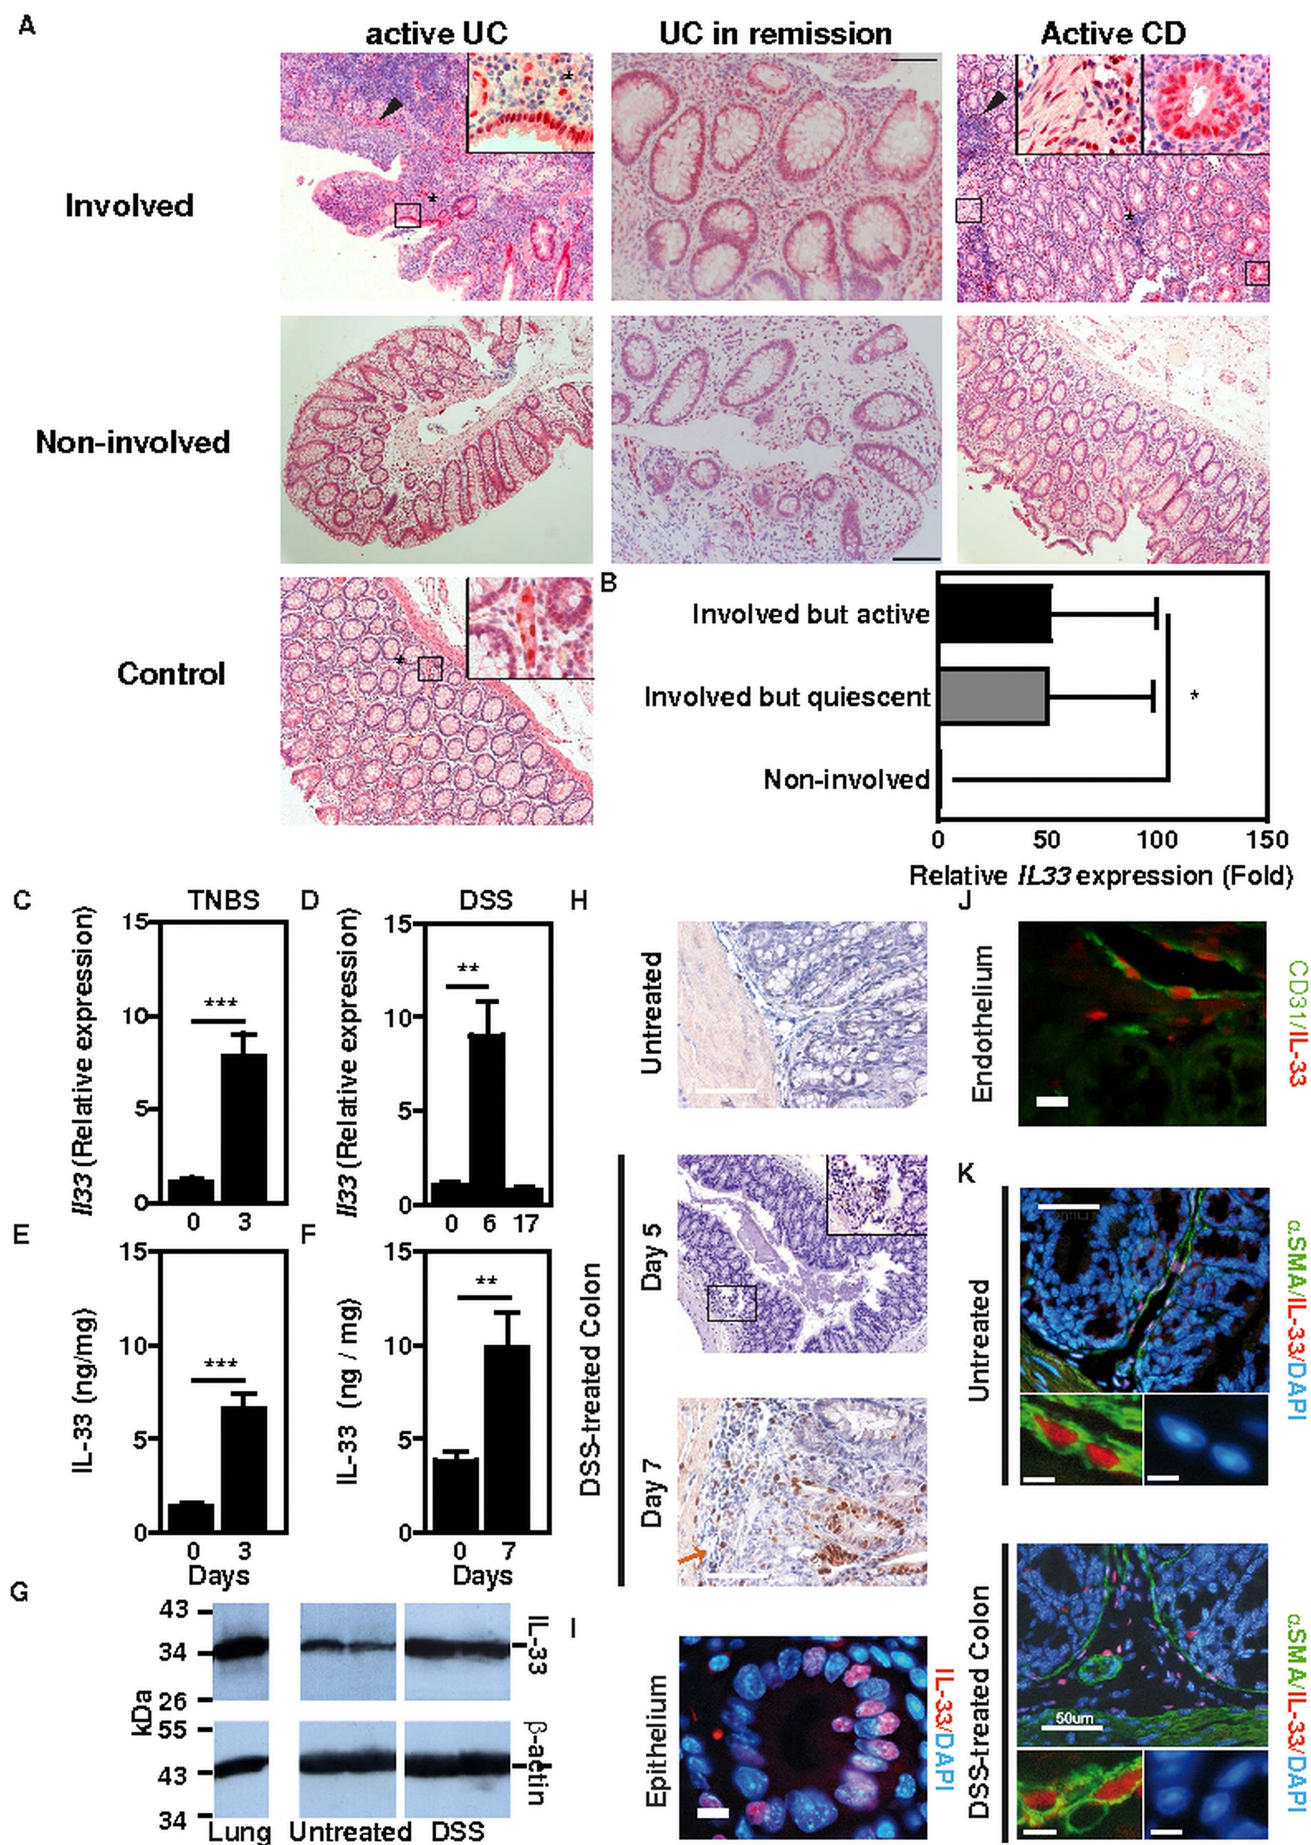 A
active UC
UC in remission
Active CD
Involved
*
*
*
Non-involved
Control
*
B
Involved but active
Involved but quiescent
Non-involved
*
0 50 100 150
Relative IL33 expression (Fold)
C
TNBS
Il33 (Relative expression)
15
10
5
0
***
0 3
D
DSS
Il33 (Relative expression)
15
10
5
0
**
0 6 17
E
IL-33 (ng/mg)
15
10
5
0
***
0 3
Days
F
IL-33 (ng / mg)
15
10
5
0
**
0 7
Days
G
kDa
43
34
26
55
43
34
IL-33
β-actin
Lung
Untreated
DSS
H
Untreated
DSS-treated Colon
Day 5
Day 7
I
Epithelium
IL-33/DAPI
J
Endothelium
CD31/IL-33
K
Untreated
αSMA/IL-33/DAPI
DSS-treated Colon
50um
αSMA/IL-33/DAPI